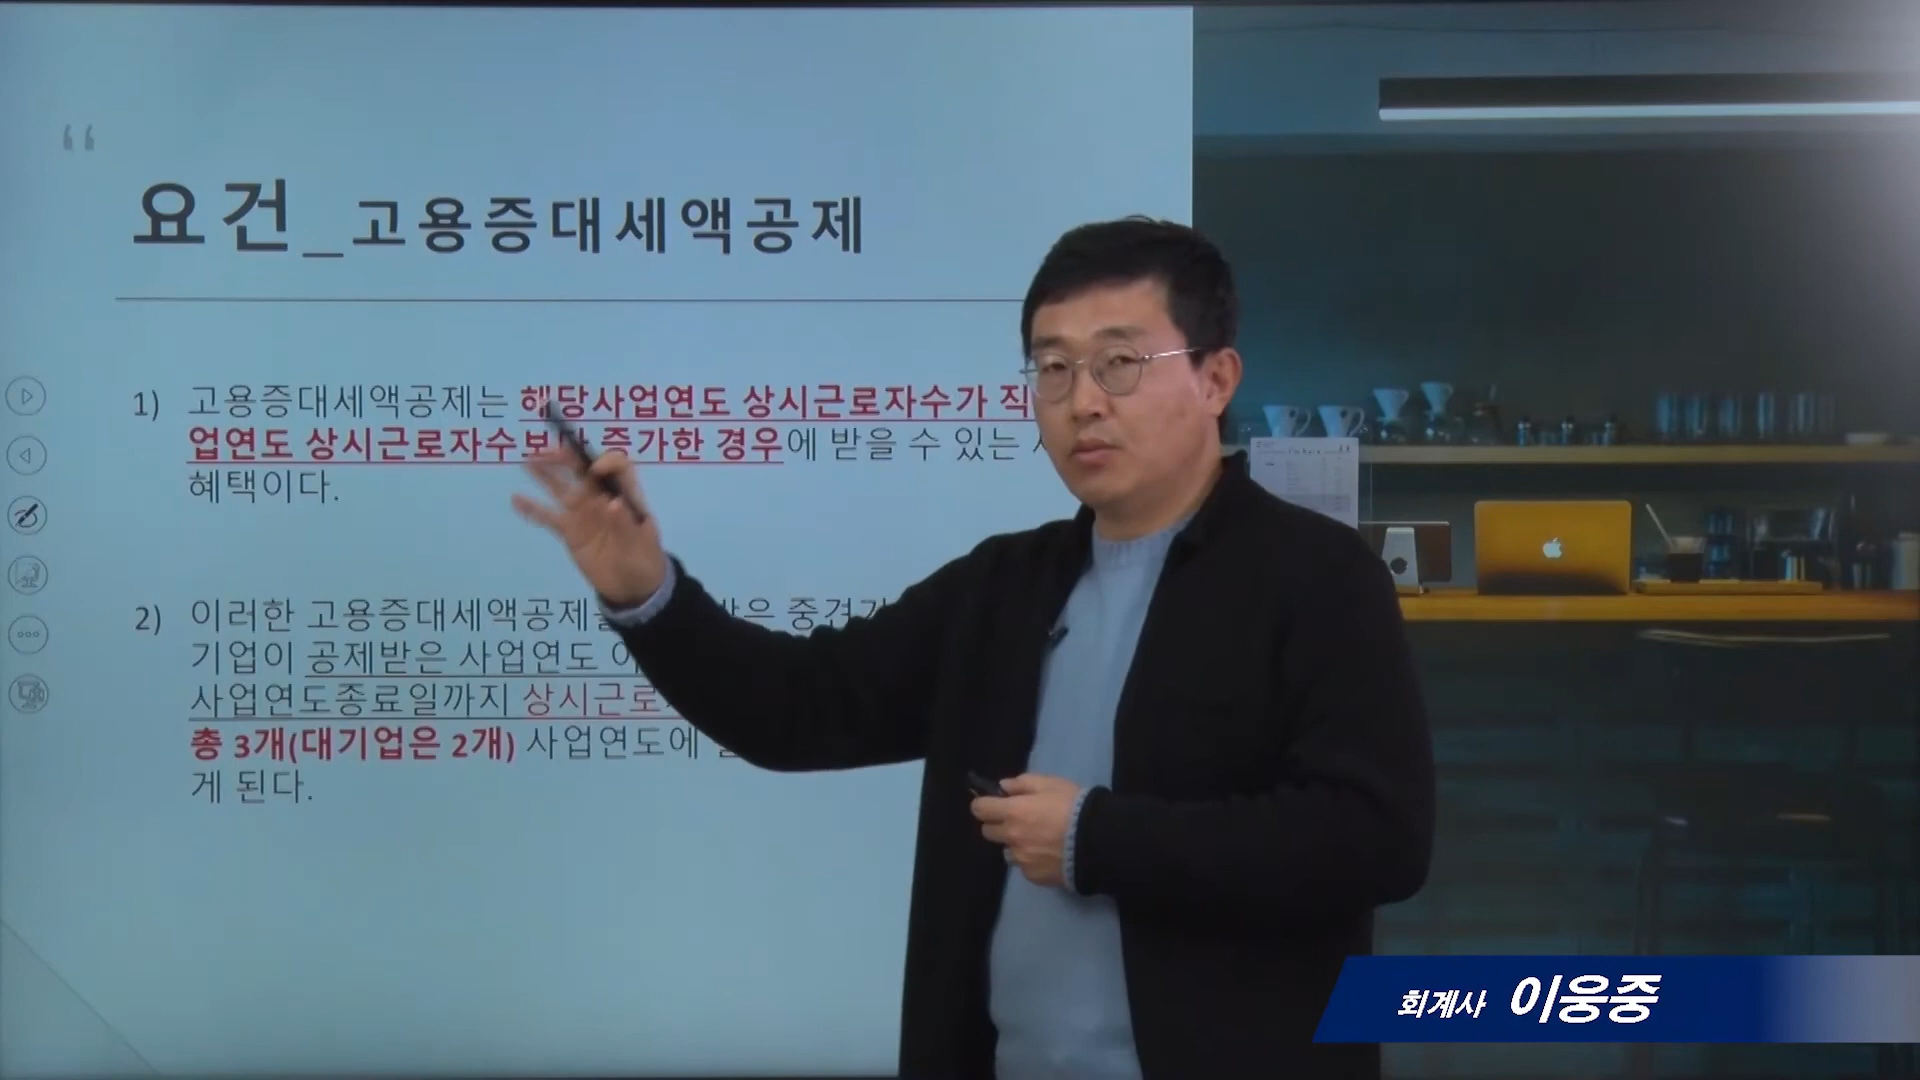 “
요건_고용증대세액공제
1) 고용증대세액공제는 해당사업연도 상시근로자수가
업연도 상시근로자수보다 증가한 경우에 받을 수 있는
혜택이다.
2) 이러한 고용증대세액공제를
기업이 공제받은 사업연도
사업연도종료일까지
총 3개(대기업은 2개) 사업연도에
게 된다.
회계사 이웅중